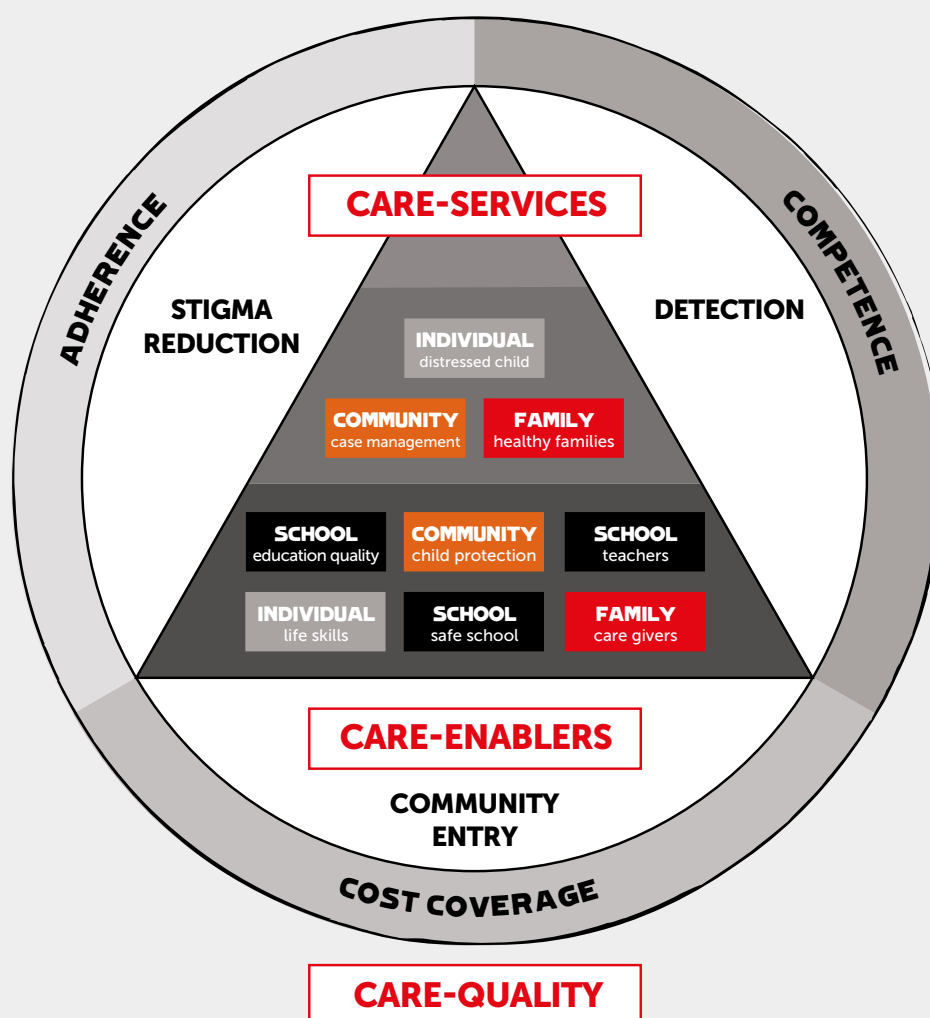 CARE-SERVICES
ADHERENCE
COMPETENCE
STIGMA
REDUCTION
DETECTION
INDIVIDUAL
distressed child
COMMUNITY
case management
FAMILY
healthy families
SCHOOL
education quality
COMMUNITY
child protection
SCHOOL
teachers
INDIVIDUAL
life skills
SCHOOL
safe school
FAMILY
care givers
CARE-ENABLERS
COMMUNITY
ENTRY
COST COVERAGE
CARE-QUALITY